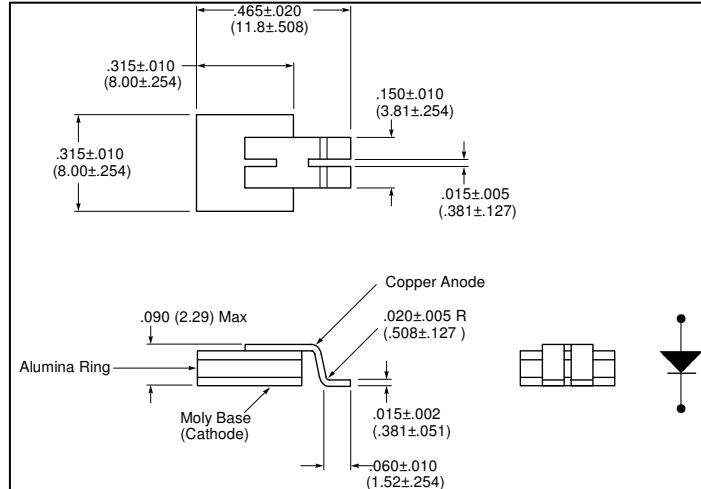 .465±.020
(11.8±.508)
.315±.010
(8.00±.254)
.150±.010
(3.81±.254)
.315±.010
(8.00±.254)
.015±.005
(.381±.127)
Copper Anode
.090 (2.29) Max
.020±.005 R
(.508±.127 )
Alumina Ring
Moly Base
(Cathode)
.015±.002
(.381±.051)
.060±.010
(1.52±.254)